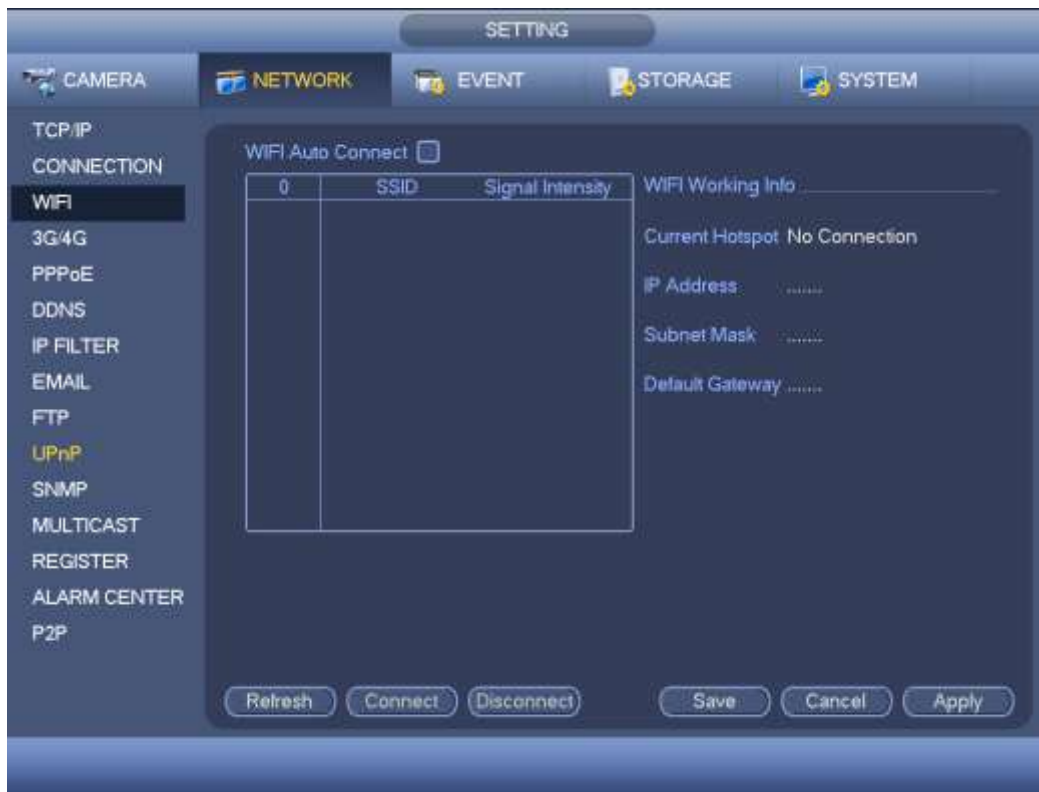 SETTING
CAMERA NETWORK EVENT STORAGE SYSTEM
TCP/IP
CONNECTION
WIFI
3G/4G
PPPoE
DDNS
IP FILTER
EMAIL
FTP
UPnP
SNMP
MULTICAST
REGISTER
ALARM CENTER
P2P
WIFI Auto Connect
0 SSID Signal Intensity
WIFI Working Info
Current Hotspot No Connection
IP Address .......
Subnet Mask .......
Default Gateway .......
Refresh Connect Disconnect Save Cancel Apply